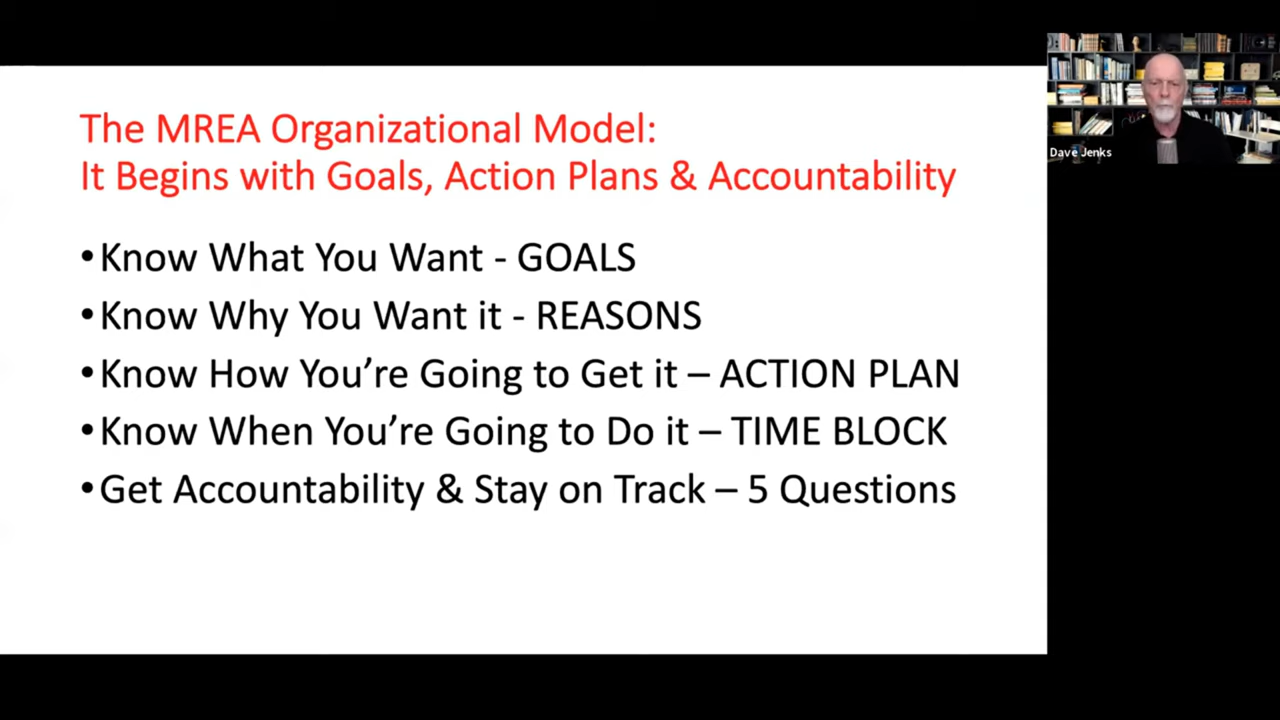 The MREA Organizational Model:
It Begins with Goals, Action Plans & Accountability
•Know What You Want - GOALS
•Know Why You Want it - REASONS
•Know How You’re Going to Get it – ACTION PLAN
•Know When You’re Going to Do it – TIME BLOCK
•Get Accountability & Stay on Track – 5 Questions
Dave Jenks